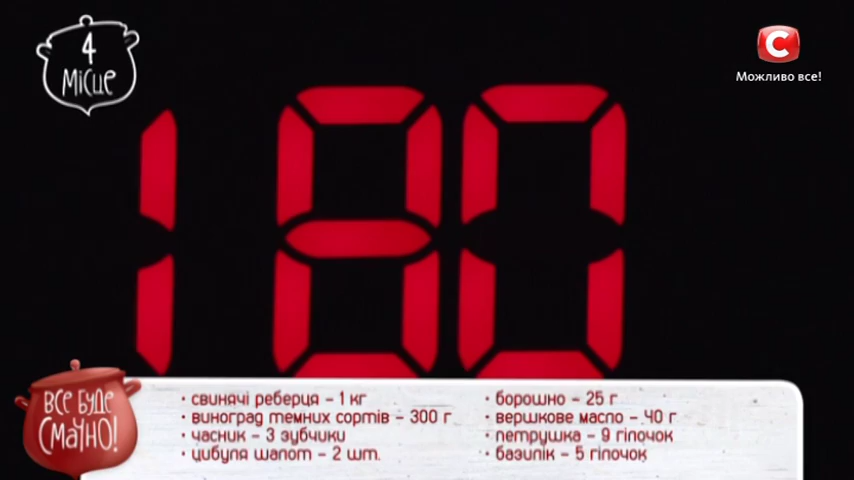 4
Місце
С
Можливо все!
180
ВСЕ БУДЕ
СМАЧНО!
· свинячі реберця – 1 кг
· виноград темних сортів – 300 г
· часник – 3 зубчики
· цибуля шалот – 2 шт.
· борошно – 25 г
· вершкове масло – 40 г
· петрушка – 9 гілочок
· базилік – 5 гілочок